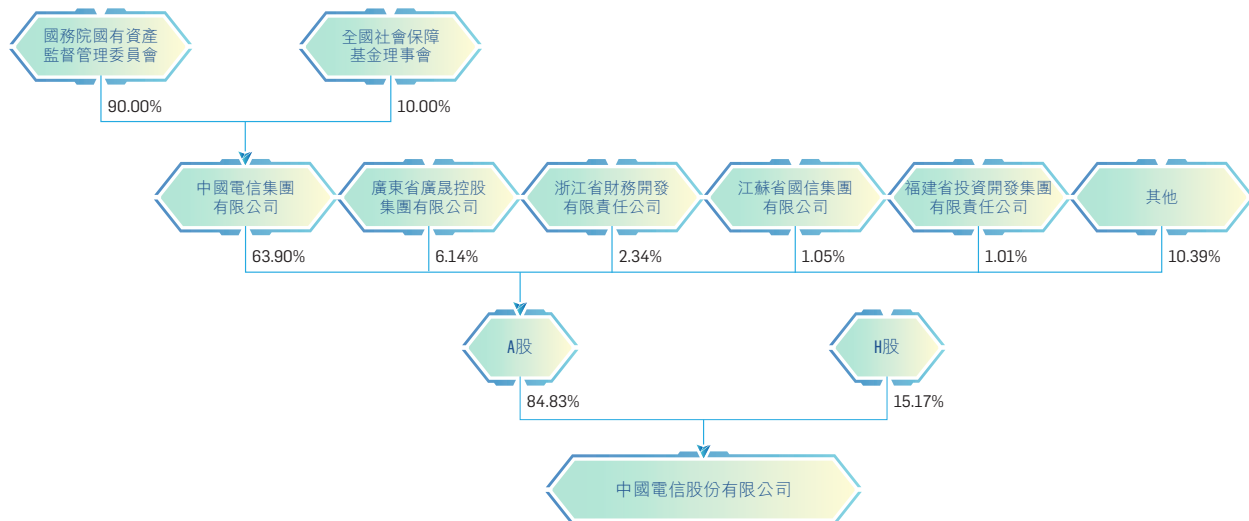 國務院國有資產
監督管理委員會
全國社會保障
基金理事會
90.00%
10.00%
中國電信集團
有限公司
廣東省廣晟控股
集團有限公司
浙江省財務開發
有限責任公司
江蘇省國信集團
有限公司
福建省投資開發集團
有限責任公司
其他
63.90%
6.14%
2.34%
1.05%
1.01%
10.39%
A股
H股
84.83%
15.17%
中國電信股份有限公司